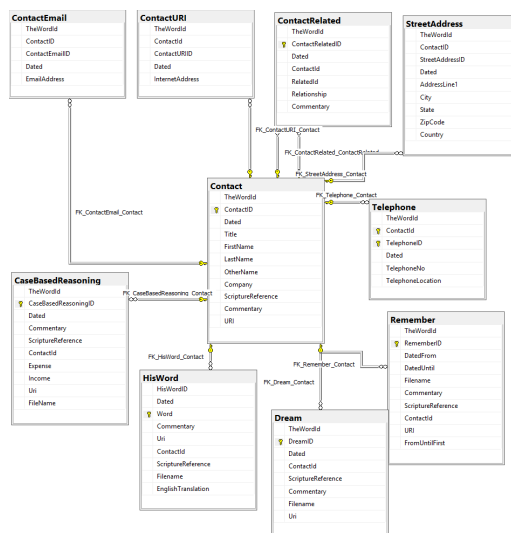 ContactEmail
TheWordId
ContactID
ContactEmailID
Dated
EmailAddress
ContactURI
TheWordId
ContactId
ContactURIID
Dated
InternetAddress
ContactRelated
TheWordId
ContactRelatedID
Dated
ContactId
RelatedId
Relationship
Commentary
StreetAddress
TheWordId
ContactID
StreetAddressID
Dated
AddressLine1
City
State
ZipCode
Country
FK_ContactURI_Contact
FK_ContactRelated_ContactRelated
FK_StreetAddress_Contact
FK_Telephone_Contact
FK_ContactEmail_Contact
Contact
TheWordId
ContactID
Dated
Title
FirstName
LastName
OtherName
Company
ScriptureReference
Commentary
URI
Telephone
TheWordId
ContactId
TelephoneID
Dated
TelephoneNo
TelephoneLocation
CaseBasedReasoning
TheWordId
CaseBasedReasoningID
Dated
Commentary
ScriptureReference
ContactId
Expense
Income
Uri
FileName
FK_CaseBasedReasoning_Contact
FK_HisWord_Contact
FK_Remember_Contact
FK_Dream_Contact
Remember
TheWordId
RememberID
DatedFrom
DatedUntil
Filename
Commentary
ScriptureReference
ContactId
URI
FromUntilFirst
HisWord
HisWordID
Dated
Word
Commentary
Uri
ContactId
ScriptureReference
Filename
EnglishTranslation
Dream
TheWordId
DreamID
Dated
ContactId
ScriptureReference
Commentary
Filename
Uri